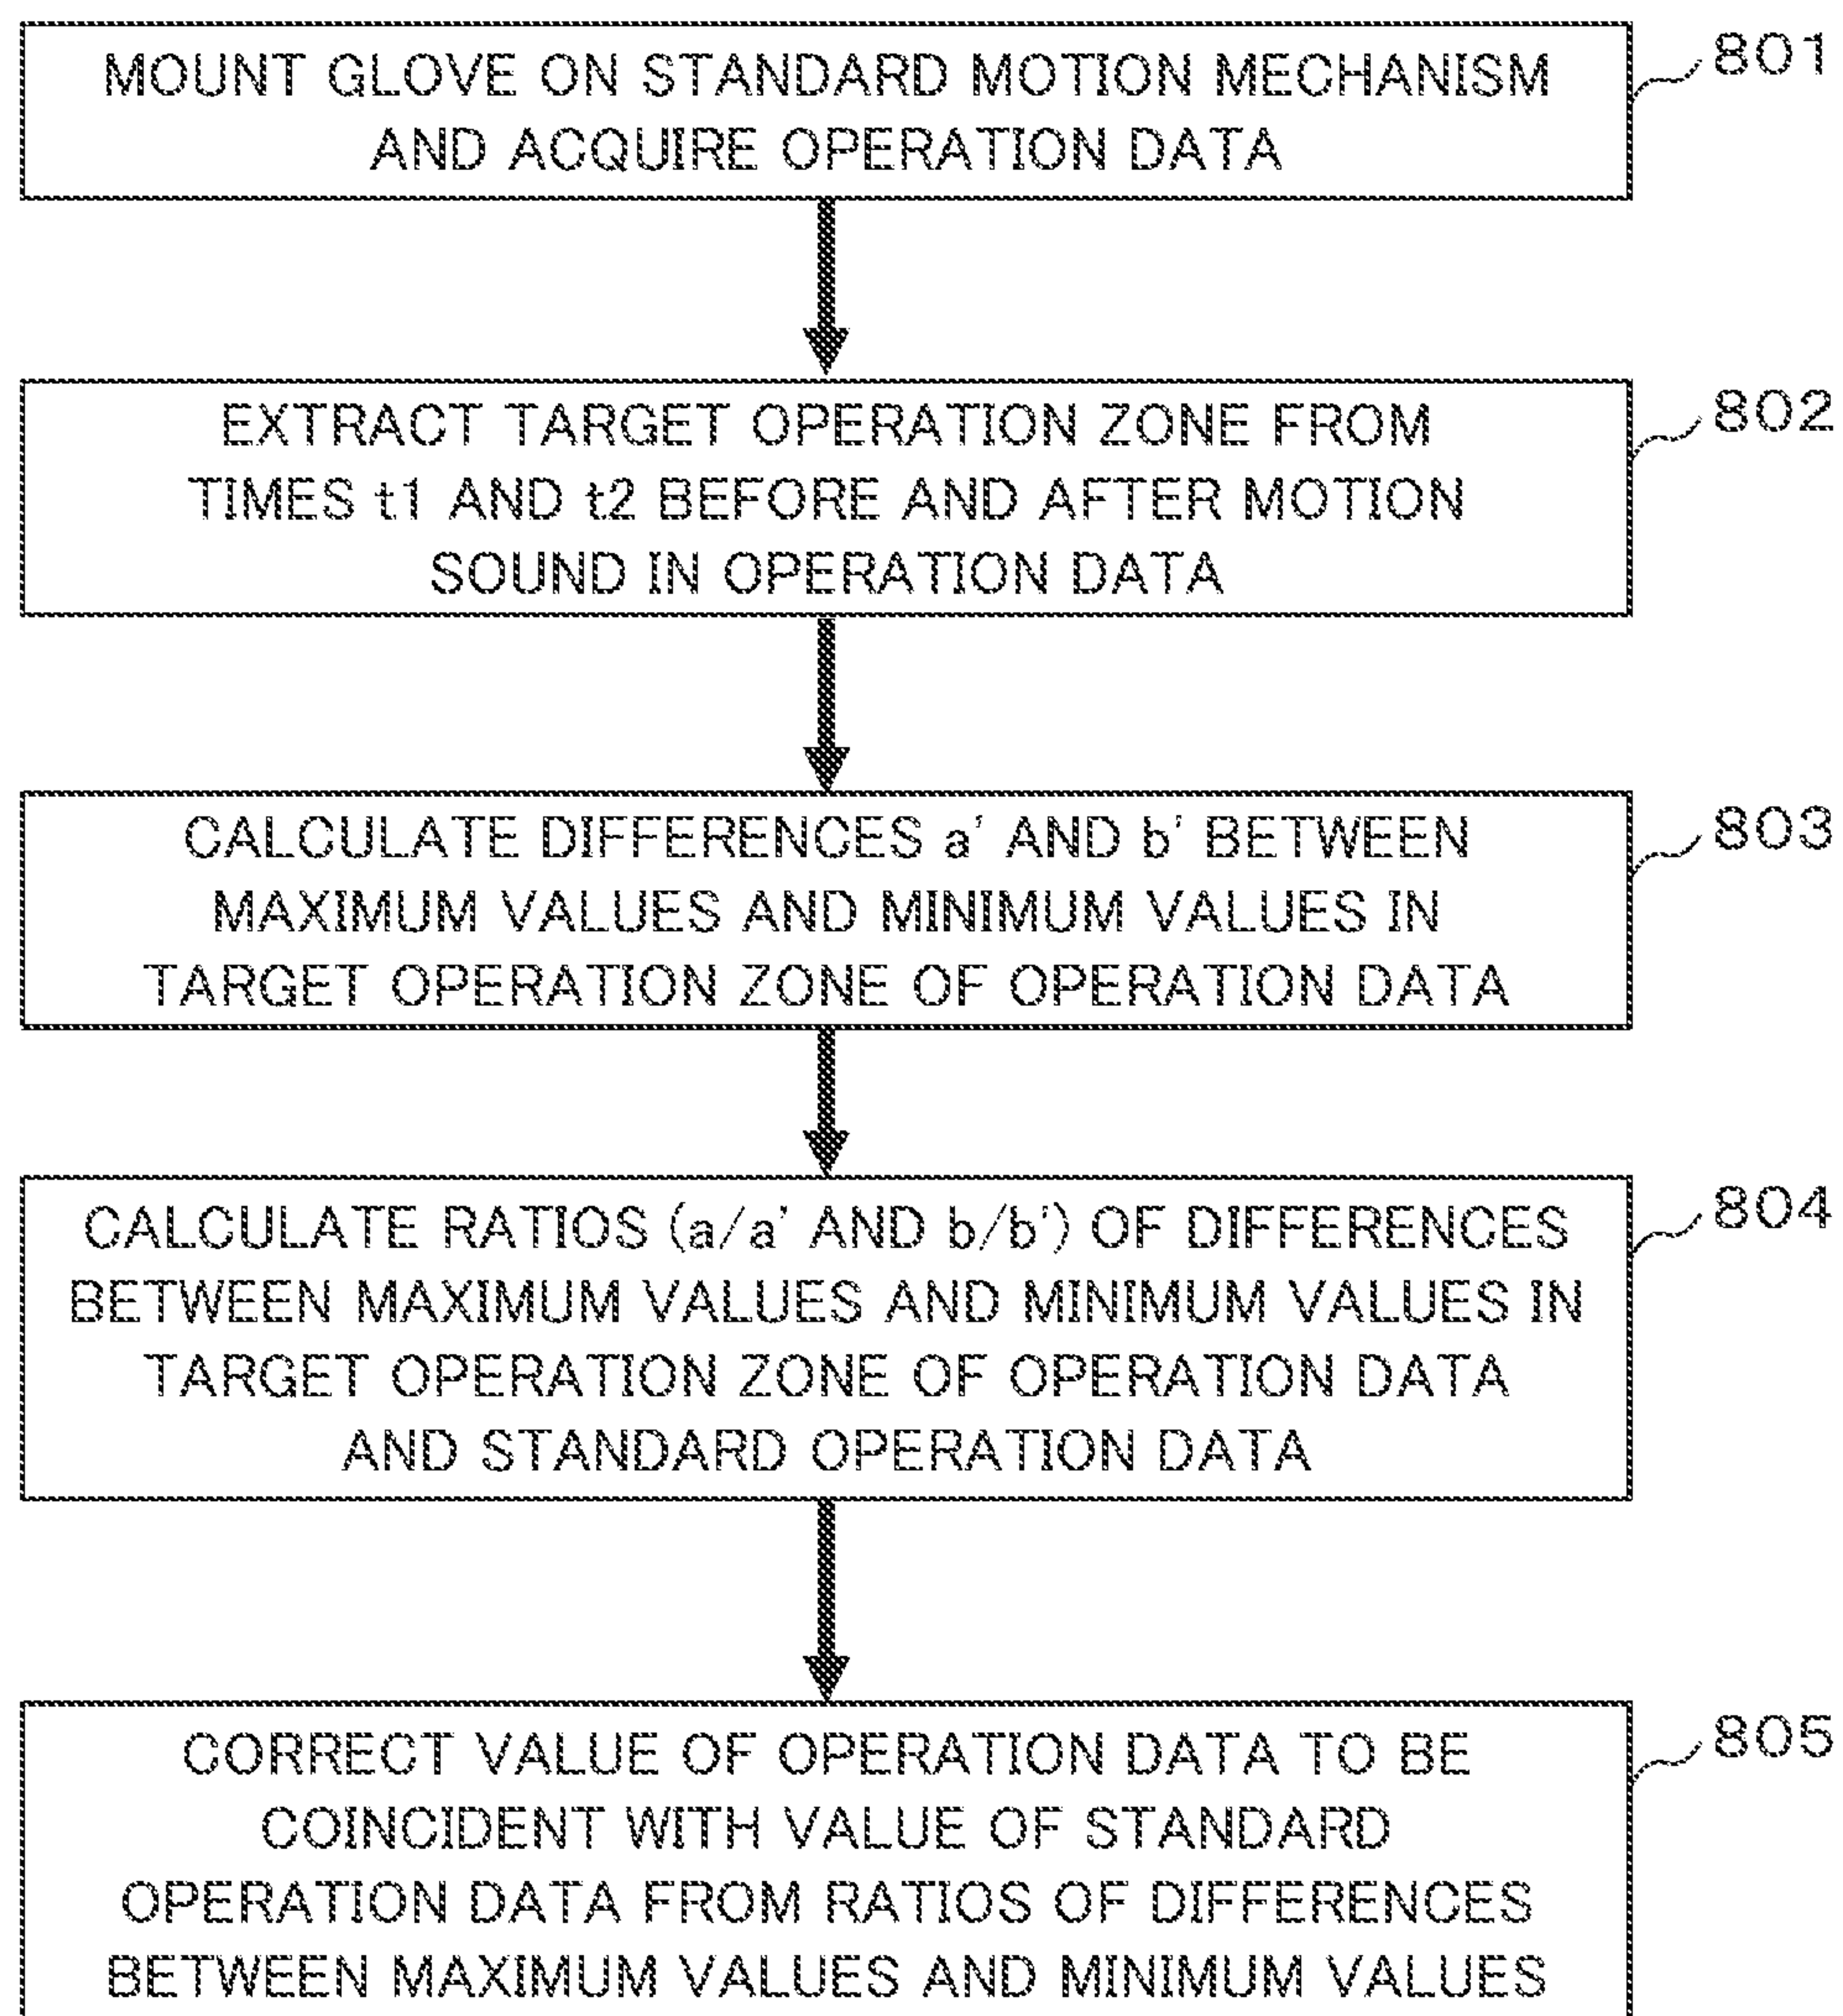 MOUNT GLOVE ON STANDARD MOTION MECHANISM
AND ACQUIRE OPERATION DATA
801
EXTRACT TARGET OPERATION ZONE FROM
TIMES t1 AND t2 BEFORE AND AFTER MOTION
SOUND IN OPERATION DATA
802
CALCULATE DIFFERENCES a' AND b' BETWEEN
MAXIMUM VALUES AND MINIMUM VALUES IN
TARGET OPERATION ZONE OF OPERATION DATA
803
CALCULATE RATIOS (a/a' AND b/b') OF DIFFERENCES
BETWEEN MAXIMUM VALUES AND MINIMUM VALUES IN
TARGET OPERATION ZONE OF OPERATION DATA
AND STANDARD OPERATION DATA
804
CORRECT VALUE OF OPERATION DATA TO BE
COINCIDENT WITH VALUE OF STANDARD
OPERATION DATA FROM RATIOS OF DIFFERENCES
BETWEEN MAXIMUM VALUES AND MINIMUM VALUES
805